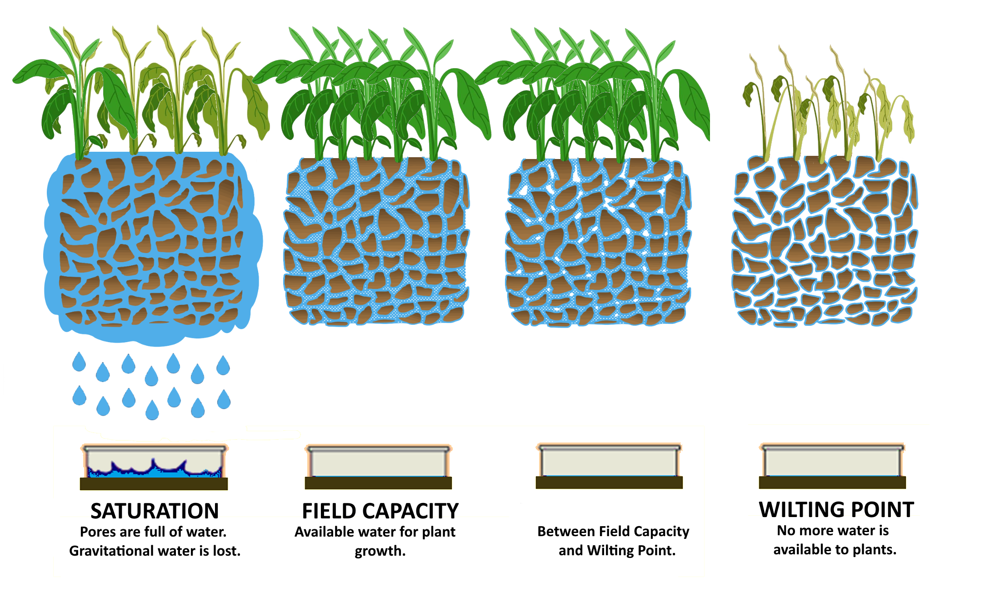 SATURATION
Pores are full of water.
Gravitational water is lost.
FIELD CAPACITY
Available water for plant
growth.
Between Field Capacity
and Wilting Point.
WILTING POINT
No more water is
available to plants.